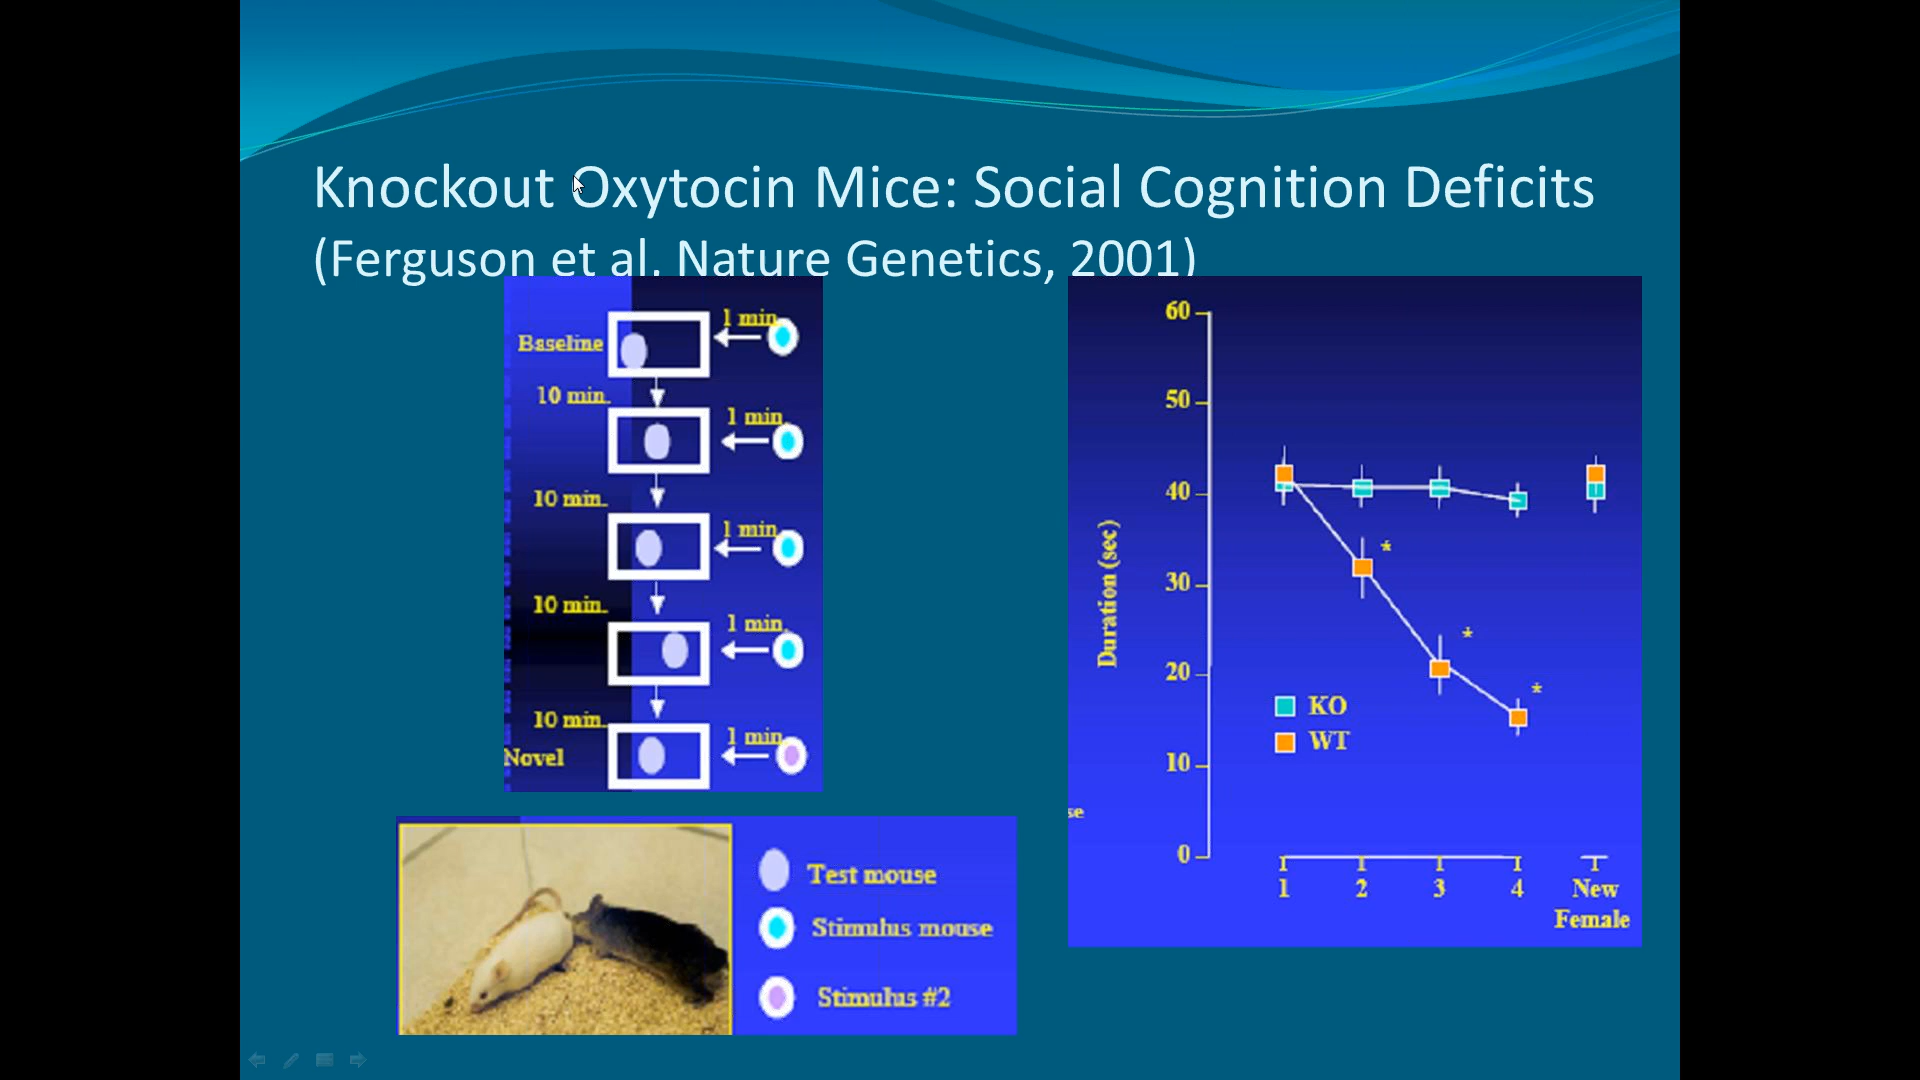 Knockout Oxytocin Mice: Social Cognition Deficits
(Ferguson et al. Nature Genetics, 2001)
1 min.
Baseline
10 min.
1 min.
10 min.
1 min.
10 min.
1 min.
10 min.
1 min.
Novel
Test mouse
Stimulus mouse
Stimulus #2
60
50
40
30
20
10
0
Duration (sec)
*
*
*
KO
WT
se
1 2 3 4 New
Female